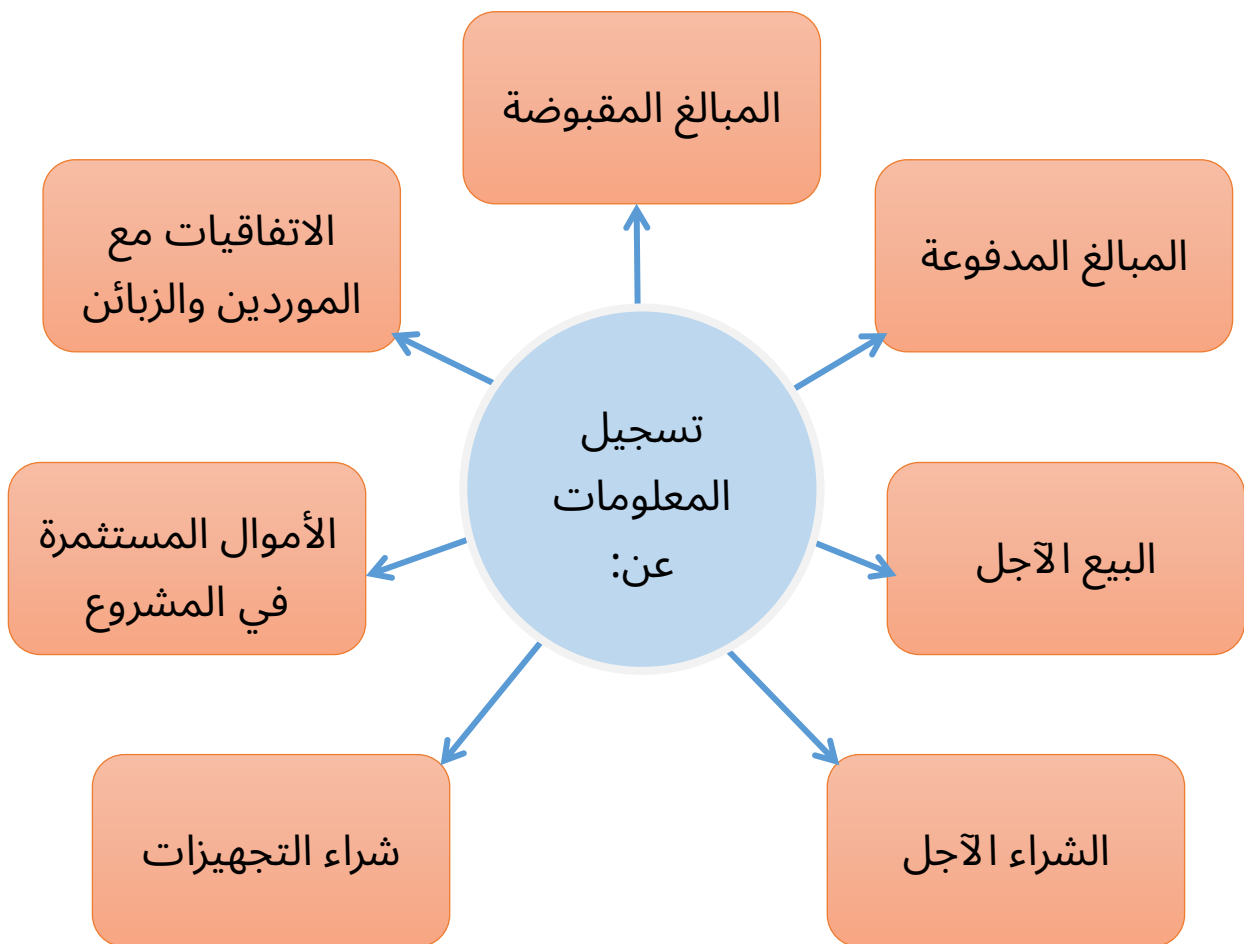 المبالغ المقبوضة
المبالغ المدفوعة
الاتفاقيات مع
الموردين والزبائن
تسجيل
المعلومات
عن:
البيع الآجل
الأموال المستثمرة
في المشروع
الشراء الآجل
شراء التجهيزات